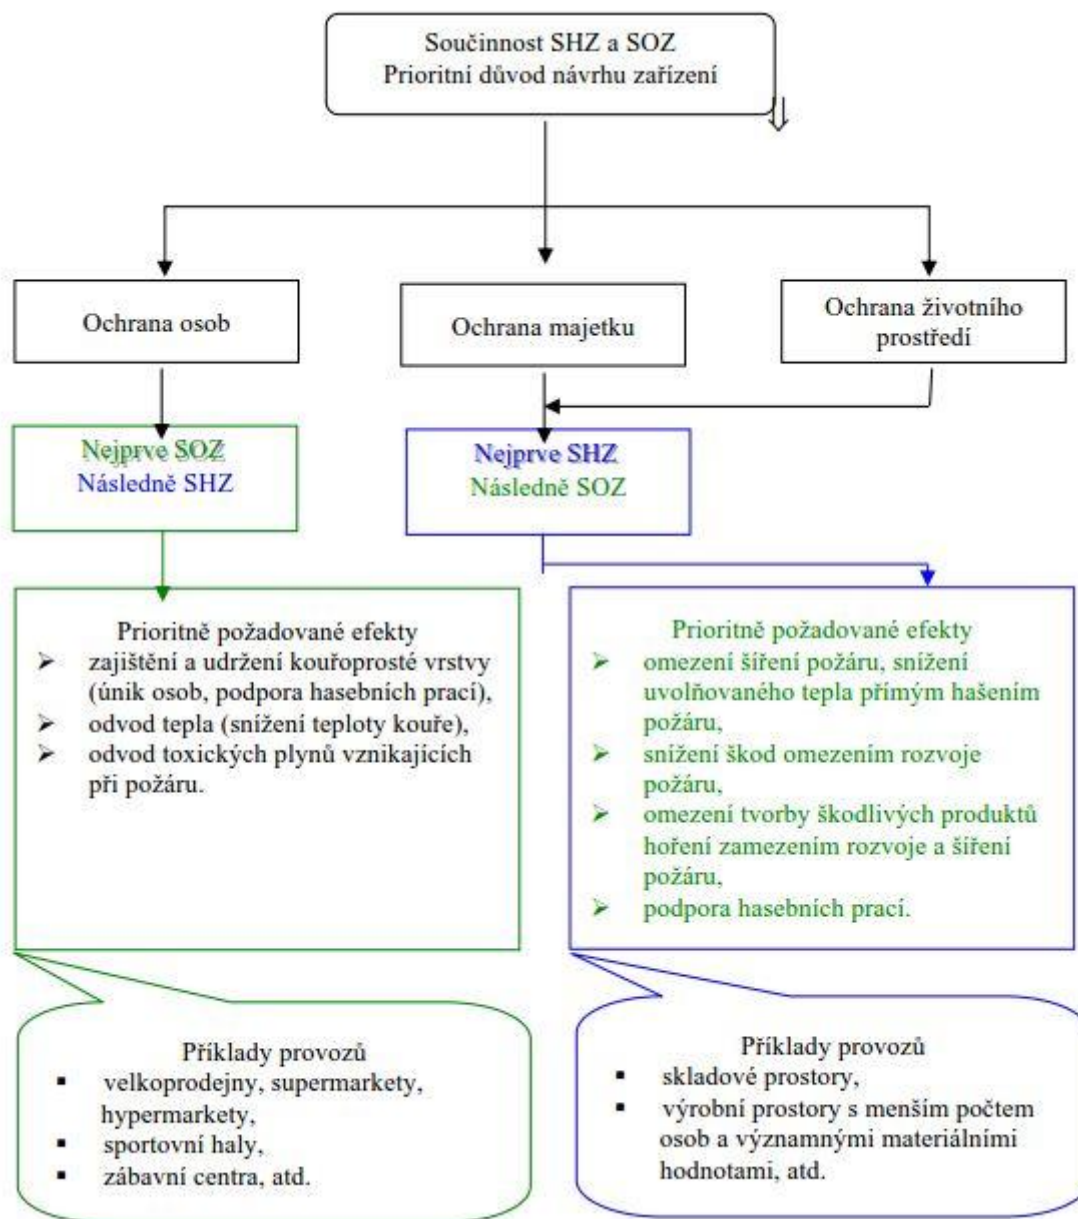 Součinnost SHZ a SOZ
Prioritní důvod návrhu zařízení
Ochrana osob
Ochrana majetku
Ochrana životního
prostředí
Nejprve SOZ
Následně SHZ
Nejprve SHZ
Následně SOZ
Prioritně požadované efekty
➢ zajištění a udržení kouřoprosté vrstvy
(únik osob, podpora hasebních prací),
➢ odvod tepla (snížení teploty kouře),
➢ odvod toxických plynů vznikajících
při požáru.
Prioritně požadované efekty
➢ omezení šíření požáru, snížení
uvolňovaného tepla přímým hašením
požáru,
➢ snížení škod omezením rozvoje
požáru,
➢ omezení tvorby škodlivých produktů
hoření zamezením rozvoje a šíření
požáru,
➢ podpora hasebních prací.
Příklady provozů
▪ velkoprodejny, supermarkety,
hypermarkety,
▪ sportovní haly,
▪ zábavní centra, atd.
Příklady provozů
▪ skladové prostory,
▪ výrobní prostory s menším počtem
osob a významnými materiálními
hodnotami, atd.